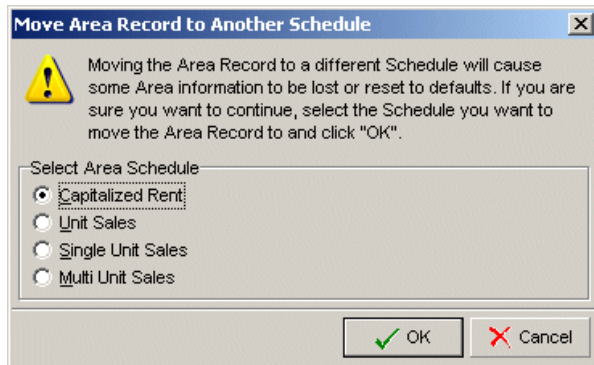 Move Area Record to Another Schedule
Moving the Area Record to a different Schedule will cause
some Area information to be lost or reset to defaults. If you are
sure you want to continue, select the Schedule you want to
move the Area Record to and click "OK".
Select Area Schedule
Capitalized Rent
Unit Sales
Single Unit Sales
Multi Unit Sales
OK Cancel